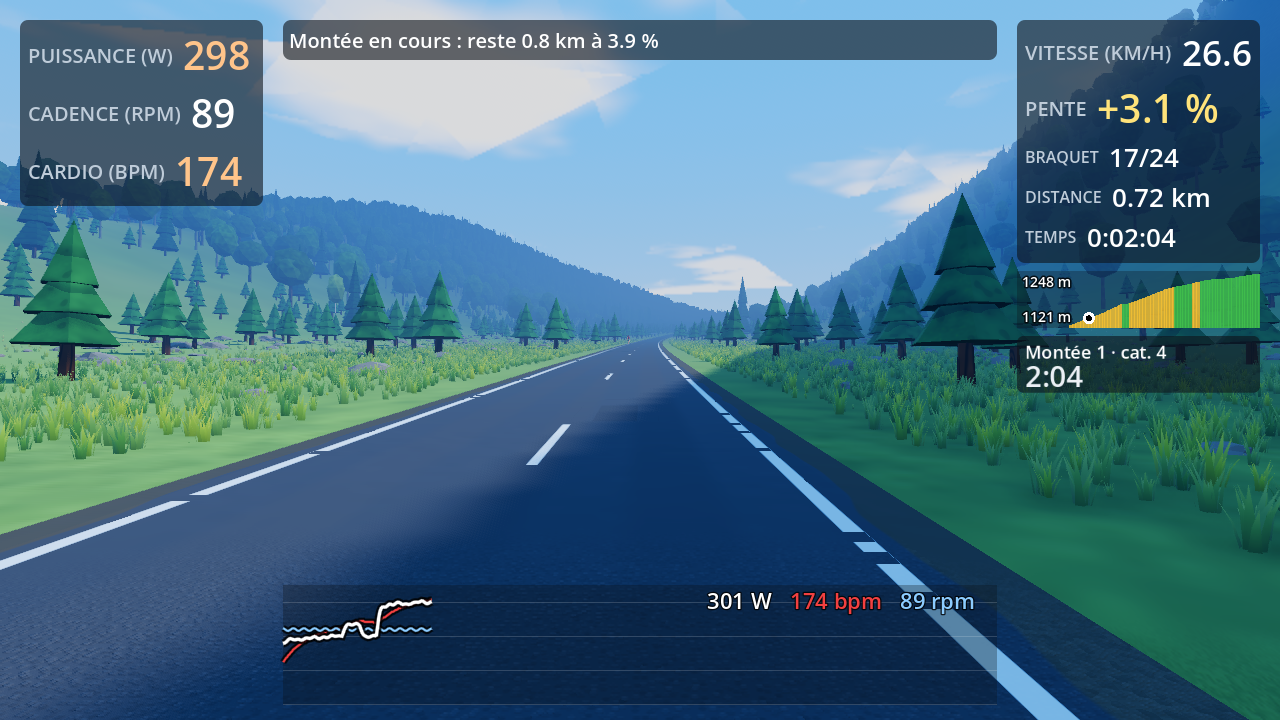 PUISSANCE (W) 298
CADENCE (RPM) 89
CARDIO (BPM) 174
Montée en cours : reste 0.8 km à 3.9 %
VITESSE (KM/H) 26.6
PENTE +3.1 %
BRAQUET 17/24
DISTANCE 0.72 km
TEMPS 0:02:04
1248 m
1121 m
Montée 1 · cat. 4
2:04
301 W 174 bpm 89 rpm